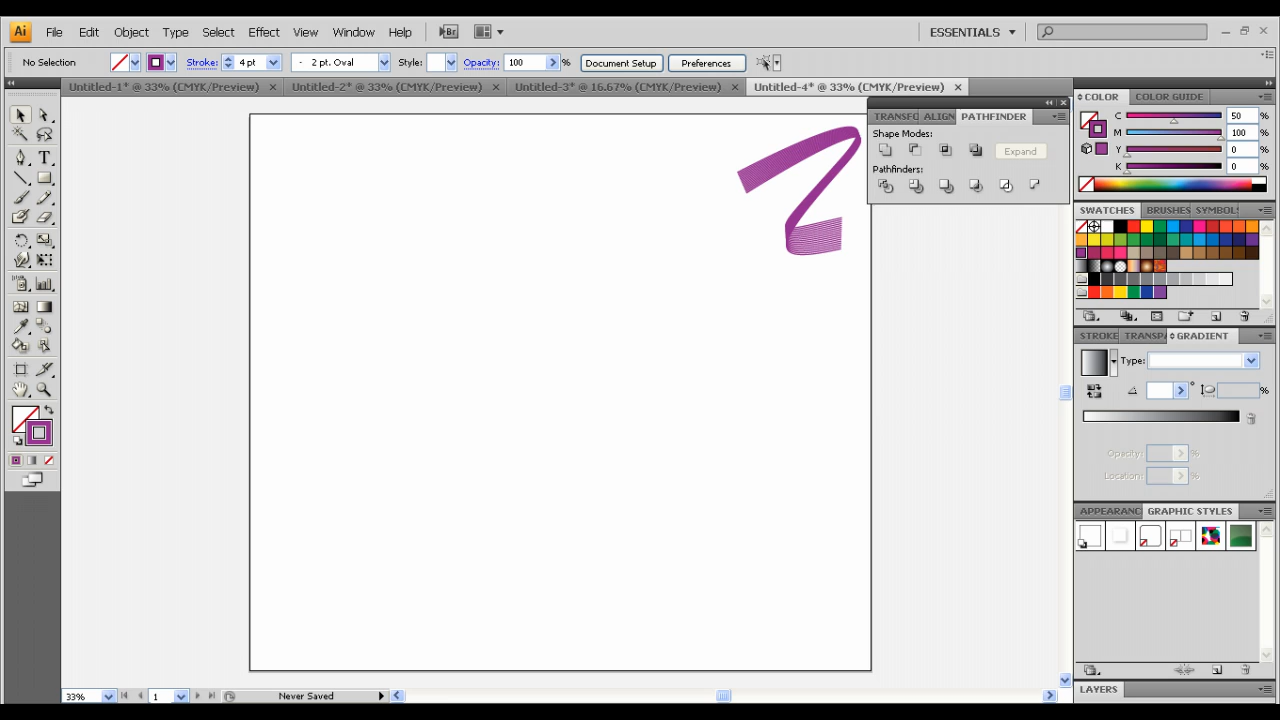 Ai File Edit Object Type Select Effect View Window Help Br ESSENTIALS
No Selection Stroke: 4 pt 2 pt. Oval Style: Opacity: 100 % Document Setup Preferences
Untitled-1* @ 33% (CMYK/Preview) Untitled-2* @ 33% (CMYK/Preview) Untitled-3* @ 16.67% (CMYK/Preview) Untitled-4* @ 33% (CMYK/Preview)
TRANSFO ALIGN PATHFINDER
Shape Modes:
Expand
Pathfinders:
COLOR COLOR GUIDE
C 50 %
M 100 %
Y 0 %
K 0 %
SWATCHES BRUSHES SYMBOL
STROKE TRANSPA GRADIENT
Type:
° %
Opacity: %
Location: %
APPEARANC GRAPHIC STYLES
LAYERS
33% 1 Never Saved